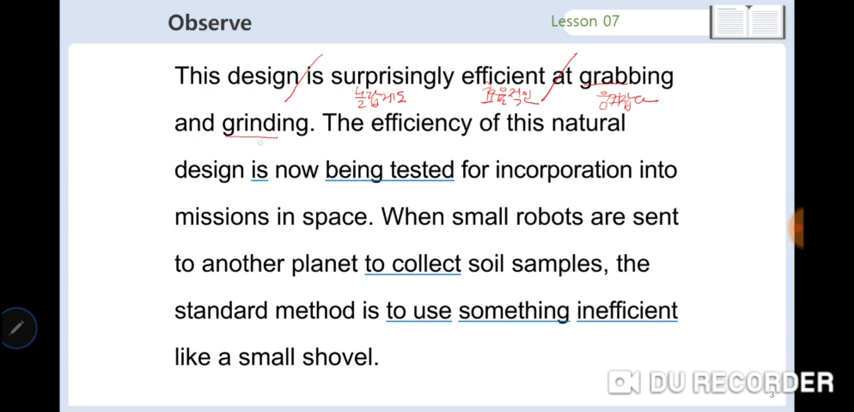 Observe
Lesson 07
This design is surprisingly efficient at grabbing
놀랍게도 효율적인 움켜잡다
and grinding. The efficiency of this natural
design is now being tested for incorporation into
missions in space. When small robots are sent
to another planet to collect soil samples, the
standard method is to use something inefficient
like a small shovel.
DU RECORDER
3